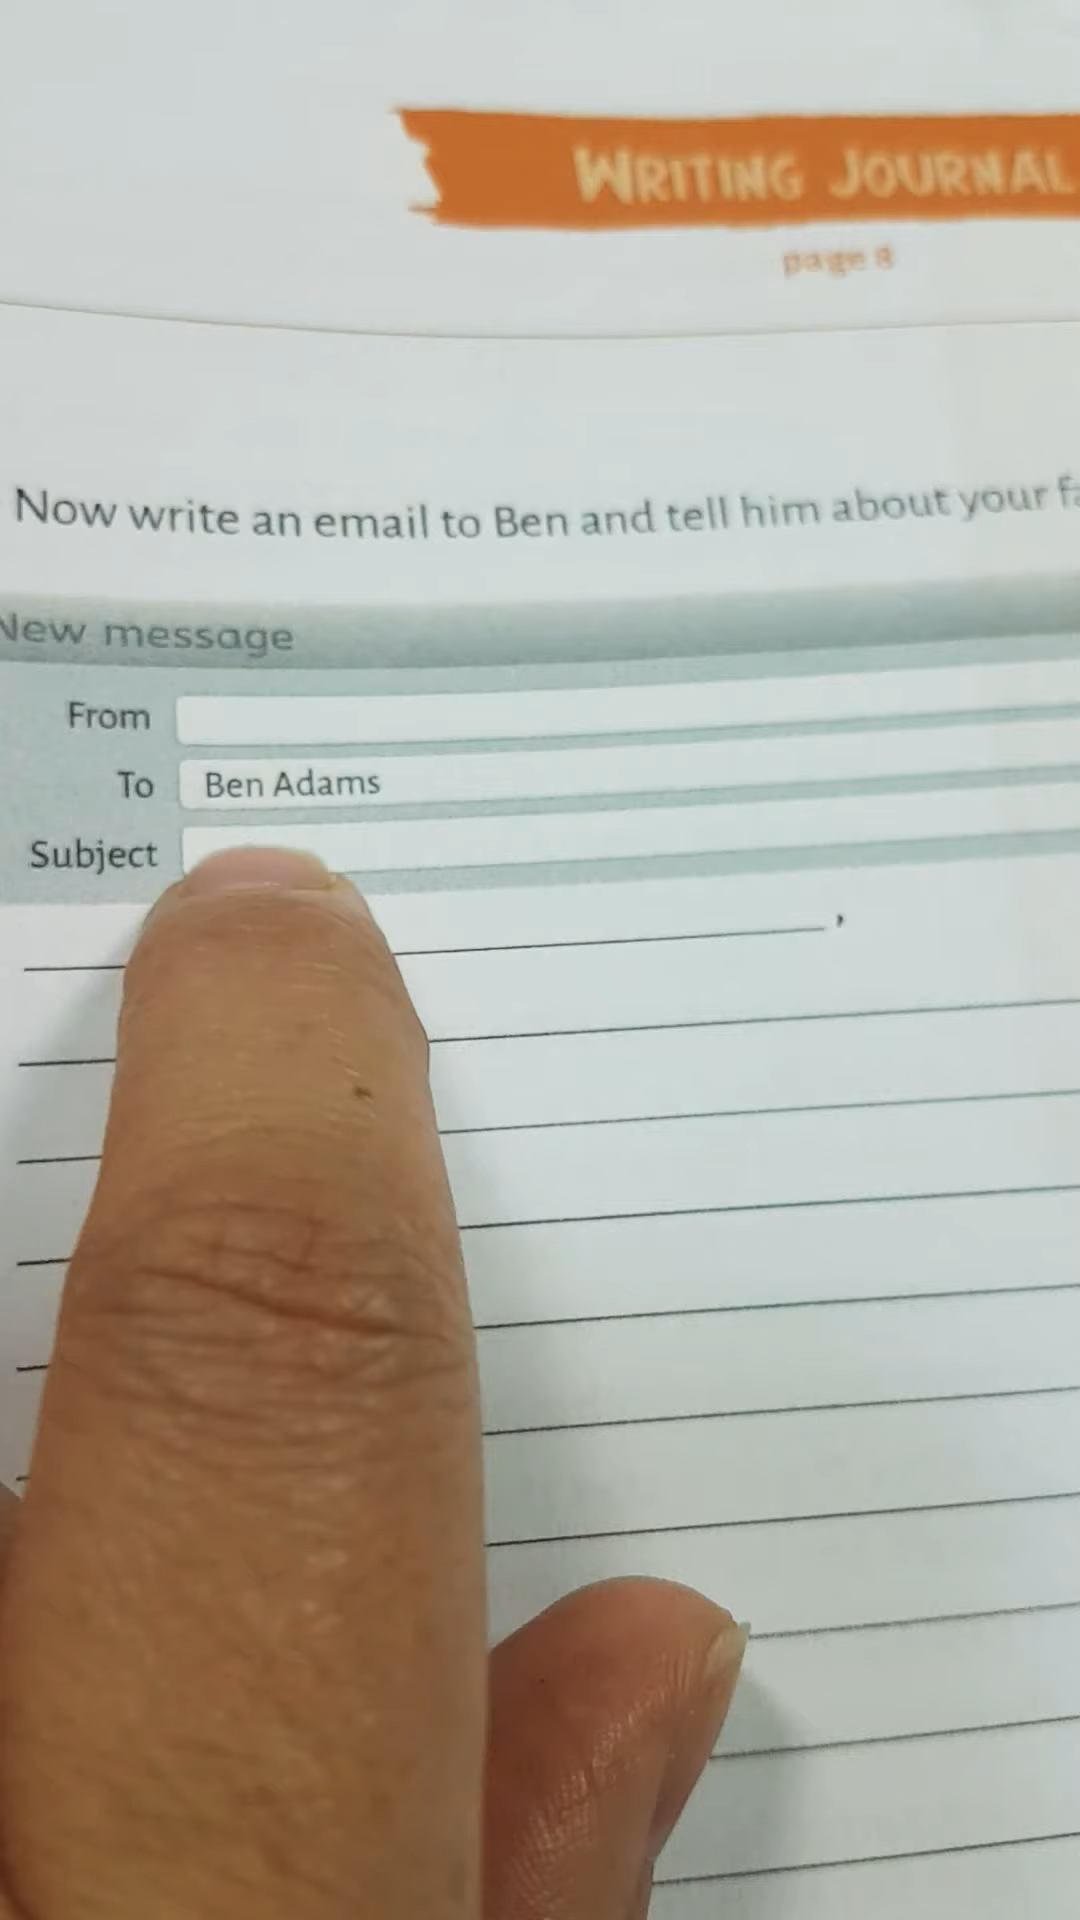 WRITING JOURNAL
page 8
Now write an email to Ben and tell him about your
New message
From
To Ben Adams
Subject
,